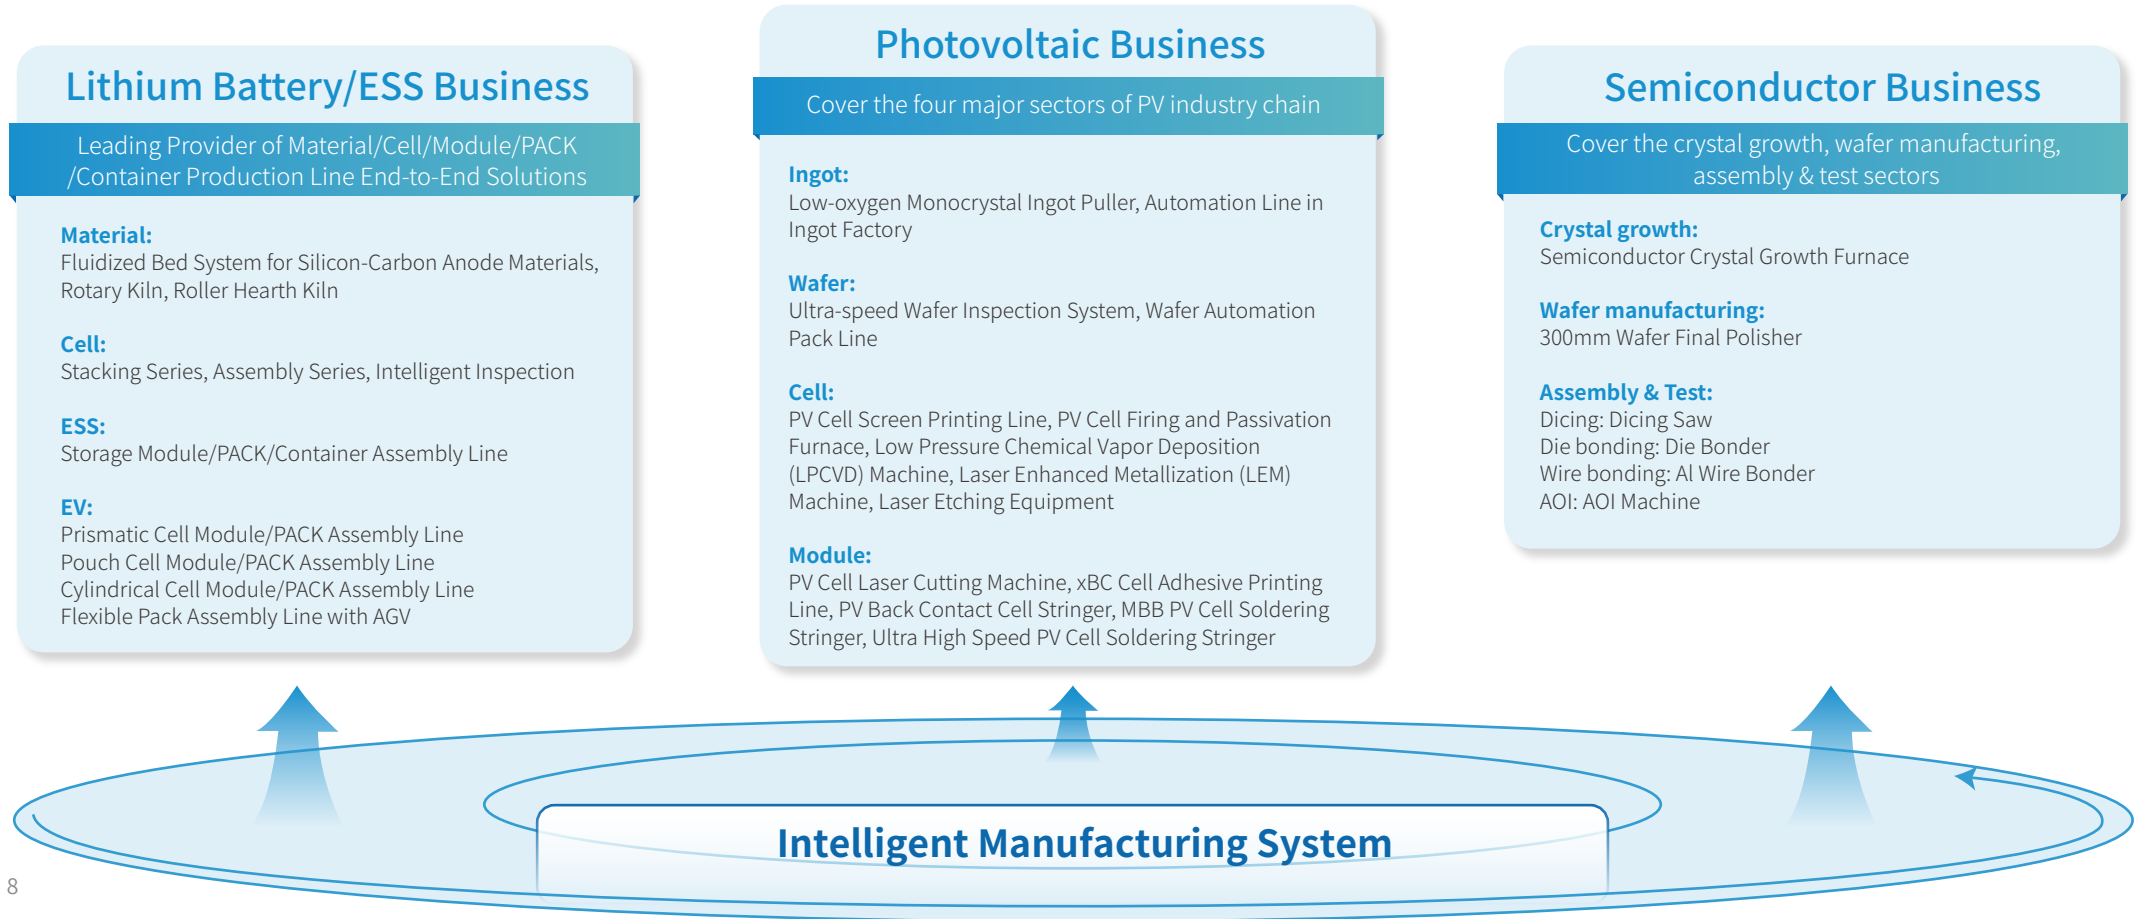 Lithium Battery/ESS Business
Leading Provider of Material/Cell/Module/PACK
/Container Production Line End-to-End Solutions
Material:
Fluidized Bed System for Silicon-Carbon Anode Materials,
Rotary Kiln, Roller Hearth Kiln
Cell:
Stacking Series, Assembly Series, Intelligent Inspection
ESS:
Storage Module/PACK/Container Assembly Line
EV:
Prismatic Cell Module/PACK Assembly Line
Pouch Cell Module/PACK Assembly Line
Cylindrical Cell Module/PACK Assembly Line
Flexible Pack Assembly Line with AGV
Photovoltaic Business
Cover the four major sectors of PV industry chain
Ingot:
Low-oxygen Monocrystal Ingot Puller, Automation Line in
Ingot Factory
Wafer:
Ultra-speed Wafer Inspection System, Wafer Automation
Pack Line
Cell:
PV Cell Screen Printing Line, PV Cell Firing and Passivation
Furnace, Low Pressure Chemical Vapor Deposition
(LPCVD) Machine, Laser Enhanced Metallization (LEM)
Machine, Laser Etching Equipment
Module:
PV Cell Laser Cutting Machine, xBC Cell Adhesive Printing
Line, PV Back Contact Cell Stringer, MBB PV Cell Soldering
Stringer, Ultra High Speed PV Cell Soldering Stringer
Semiconductor Business
Cover the crystal growth, wafer manufacturing,
assembly & test sectors
Crystal growth:
Semiconductor Crystal Growth Furnace
Wafer manufacturing:
300mm Wafer Final Polisher
Assembly & Test:
Dicing: Dicing Saw
Die bonding: Die Bonder
Wire bonding: Al Wire Bonder
AOI: AOI Machine
Intelligent Manufacturing System
8